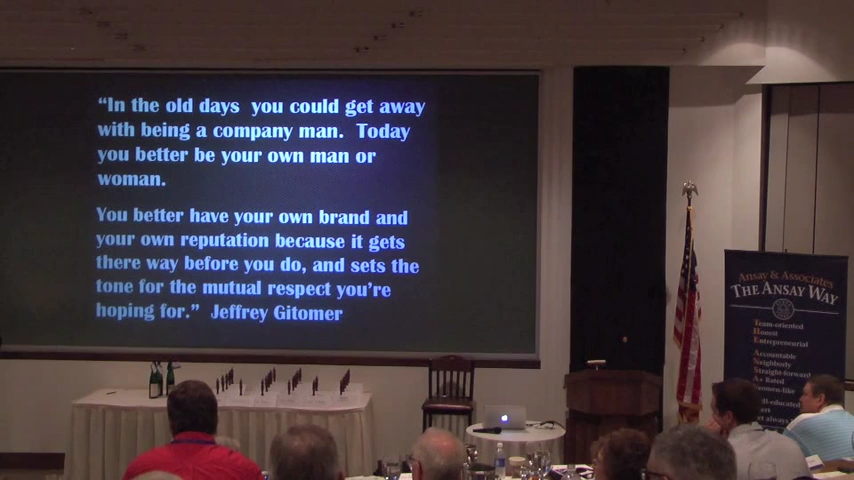 “In the old days  you could get away
with being a company man.  Today
you better be your own man or
woman.
You better have your own brand and
your own reputation because it gets
there way before you do, and sets the
tone for the mutual respect you’re
hoping for.”  Jeffrey Gitomer
Ansay & Associates
THE ANSAY WAY
Team-oriented
Honest
Entrepreneurial
Accountable
Neighborly
Straight-forward
A+ Rated